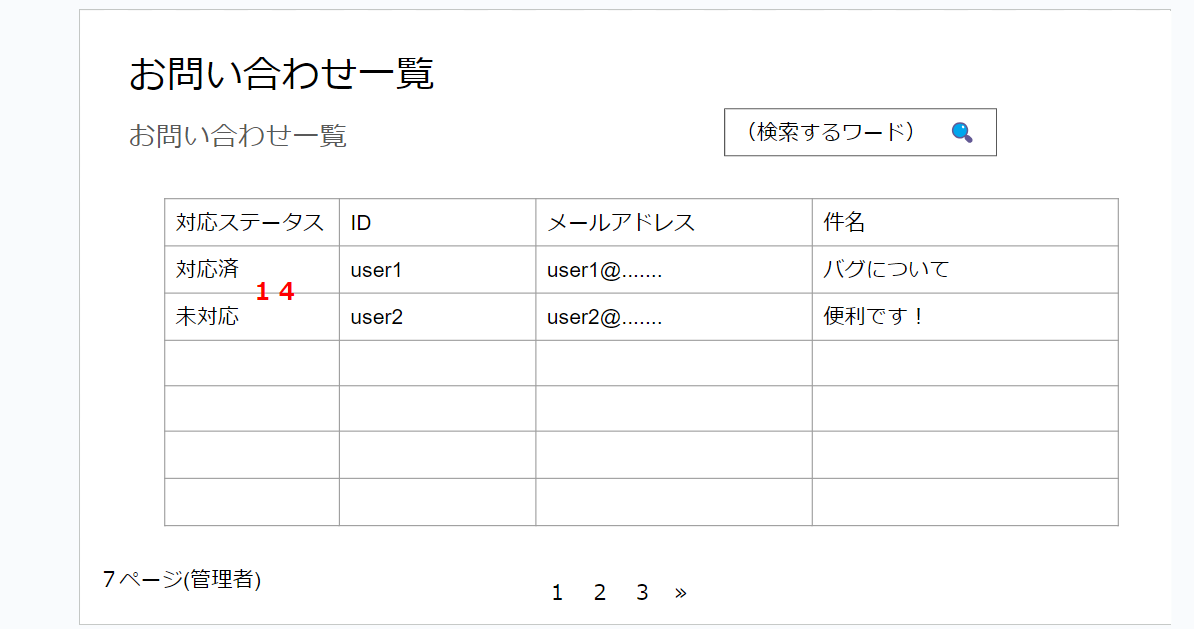 お問い合わせ一覧
お問い合わせ一覧
（検索するワード）
対応ステータス ID メールアドレス 件名
対応済 user1 user1@....... バグについて
１４
未対応 user2 user2@....... 便利です！
７ページ(管理者)
1 2 3 »